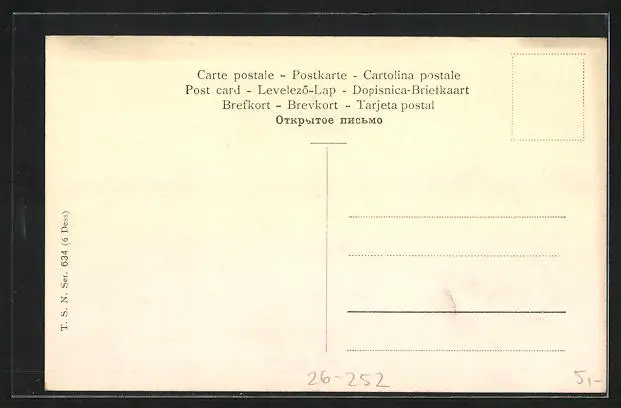 Carte postale – Postkarte - Cartolina postale
Post card - Levelező-Lap - Dopisnica-Briefkaart
Brefkort – Brevkort – Tarjeta postal
Открытое письмо
T. S. N. Ser. 634 (6 Dess)
26-252
5,-